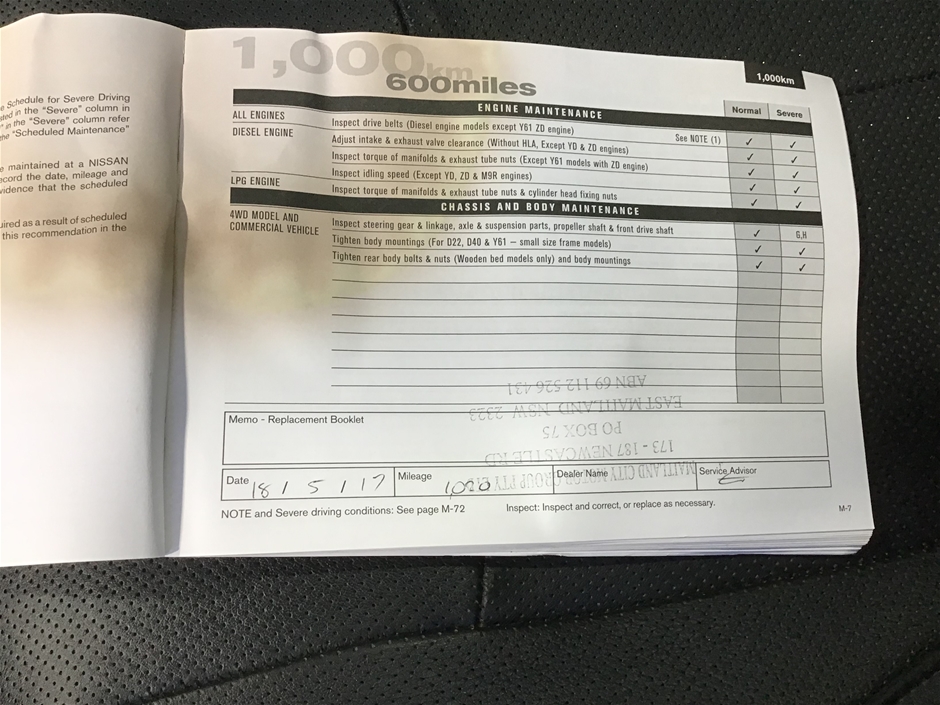 e Schedule for Severe Driving
ted in the "Severe" column in
" in the "Severe" column refer
the "Scheduled Maintenance"
e maintained at a NISSAN
ecord the date, mileage and
vidence that the scheduled
uired as a result of scheduled
this recommendation in the
1,000km
600miles
1,000km
ENGINE MAINTENANCE
Normal Severe
ALL ENGINES Inspect drive belts (Diesel engine models except Y61 ZD engine) See NOTE (1) ✓ ✓
DIESEL ENGINE Adjust intake & exhaust valve clearance (Without HLA, Except YD & ZD engines) ✓ ✓
Inspect torque of manifolds & exhaust tube nuts (Except Y61 models with ZD engine) ✓ ✓
Inspect idling speed (Except YD, ZD & M9R engines) ✓ ✓
LPG ENGINE Inspect torque of manifolds & exhaust tube nuts & cylinder head fixing nuts ✓ ✓
CHASSIS AND BODY MAINTENANCE
4WD MODEL AND Inspect steering gear & linkage, axle & suspension parts, propeller shaft & front drive shaft ✓ G,H
COMMERCIAL VEHICLE Tighten body mountings (For D22, D40 & Y61 – small size frame models) ✓ ✓
Tighten rear body bolts & nuts (Wooden bed models only) and body mountings ✓ ✓
ABN 69 112 526 431
EAST MAITLAND NSW 2323
PO BOX 75
173 - 187 NEWCASTLE RD
MAITLAND CITY MOTOR GROUP PTY LTD
Memo - Replacement Booklet
Date 18 / 5 / 17 Mileage 1,000 Dealer Name Service Advisor
NOTE and Severe driving conditions: See page M-72 Inspect: Inspect and correct, or replace as necessary.
M-7